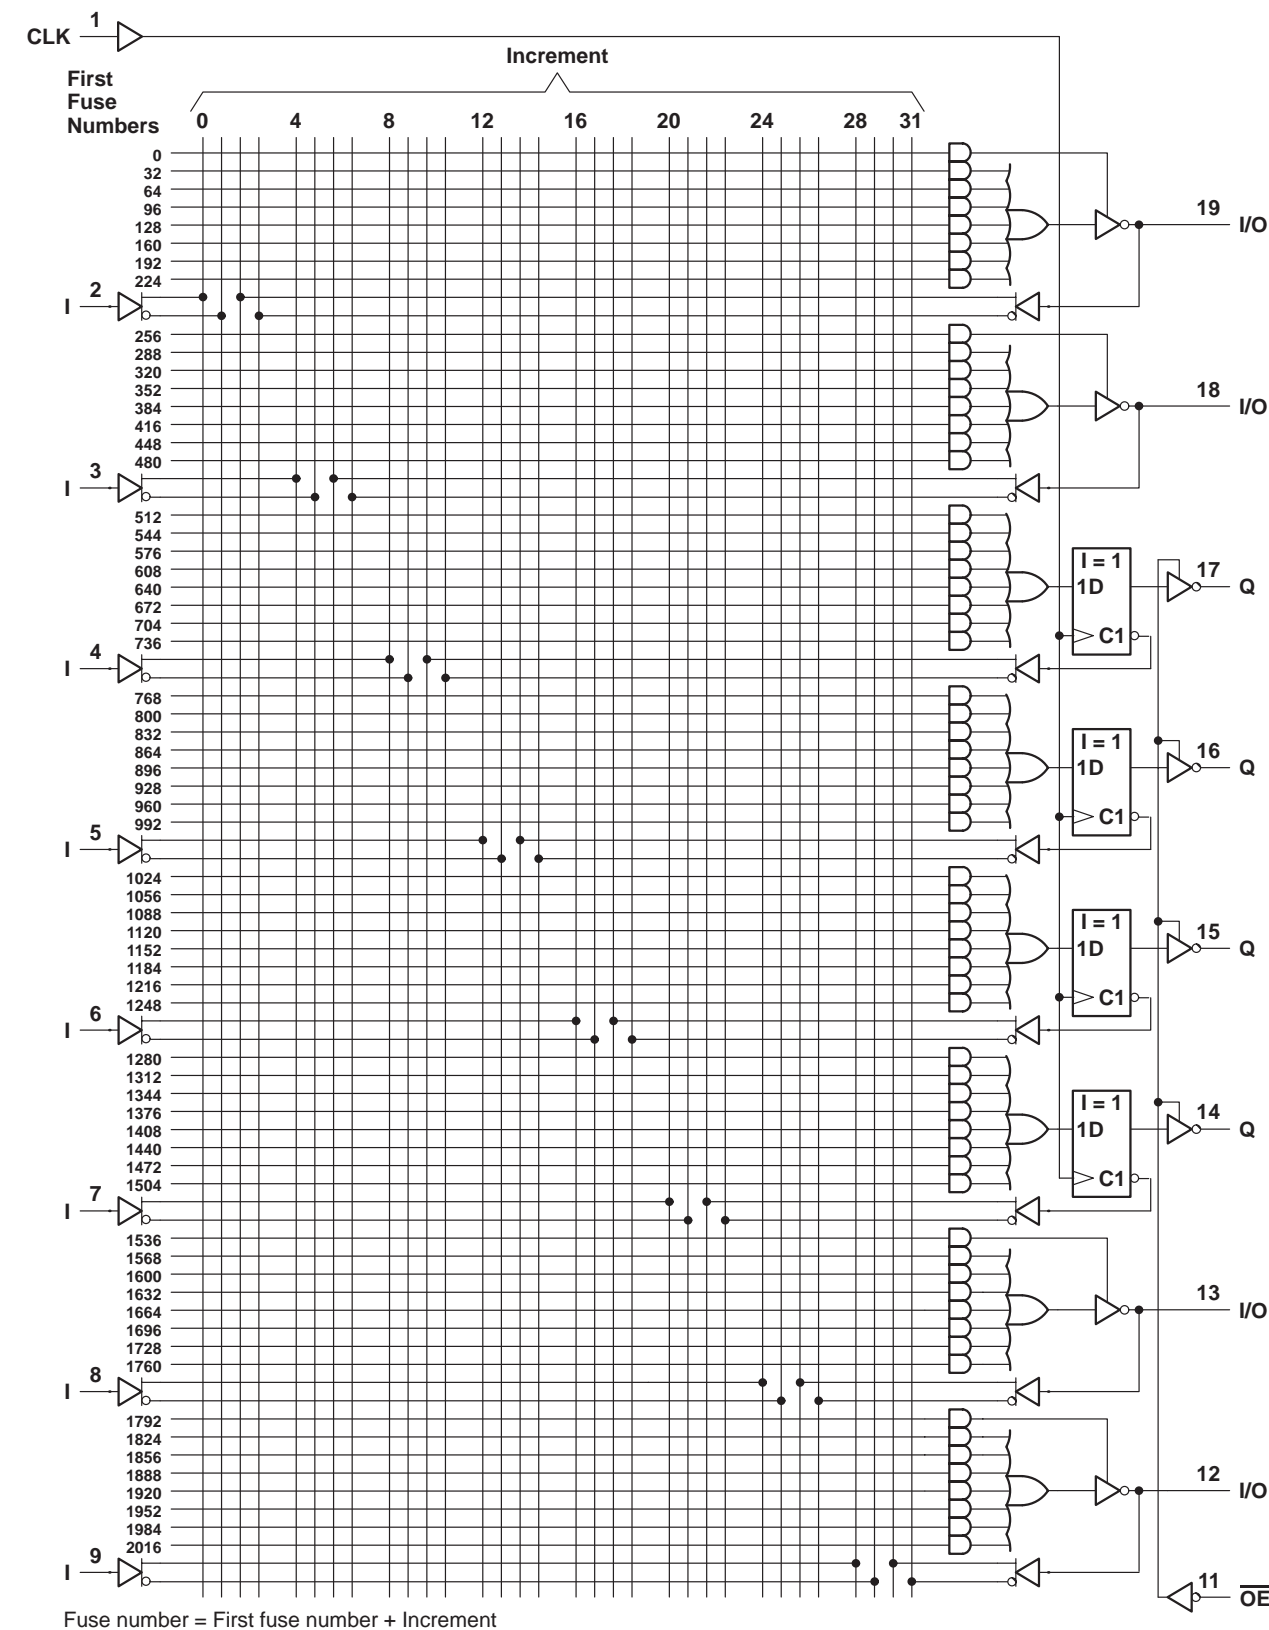 1
CLK
Increment
First
Fuse
Numbers
0 4 8 12 16 20 24 28 31
0
32
64
96
128
160
192
224
19
I/O
2
I
256
288
320
352
384
416
448
480
18
I/O
3
I
512
544
576
608
640
672
704
736
I = 1
1D
C1
17
Q
4
I
768
800
832
864
896
928
960
992
I = 1
1D
C1
16
Q
5
I
1024
1056
1088
1120
1152
1184
1216
1248
I = 1
1D
C1
15
Q
6
I
1280
1312
1344
1376
1408
1440
1472
1504
I = 1
1D
C1
14
Q
7
I
1536
1568
1600
1632
1664
1696
1728
1760
13
I/O
8
I
1792
1824
1856
1888
1920
1952
1984
2016
12
I/O
9
I
11
OE
Fuse number = First fuse number + Increment